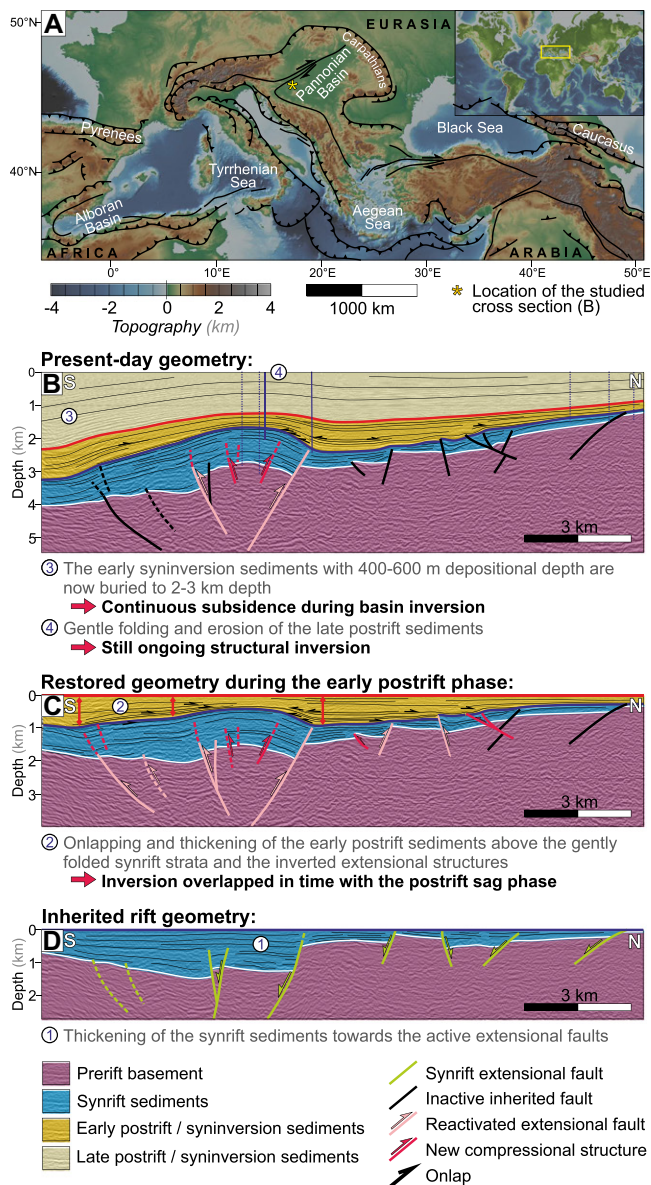 A
EURASIA
50°N
40°N
Carpathians
Pannonian
Basin
*
Pyrenees
Black Sea
Caucasus
Tyrrhenian
Sea
Aegean
Sea
Alboran
Basin
AFRICA
ARABIA
0°
10°E
20°E
30°E
40°E
50°E
-4 -2 0 2 4
Topography (km)
1000 km
* Location of the studied
cross section (B)
Present-day geometry:
B
S
N
4
3
0
1
2
3
4
5
Depth (km)
3 km
3 The early syninversion sediments with 400-600 m depositional depth are
now buried to 2-3 km depth
Continuous subsidence during basin inversion
4 Gentle folding and erosion of the late postrift sediments
Still ongoing structural inversion
Restored geometry during the early postrift phase:
C
S
N
2
0
1
2
3
Depth (km)
3 km
2 Onlapping and thickening of the early postrift sediments above the gently
folded synrift strata and the inverted extensional structures
Inversion overlapped in time with the postrift sag phase
Inherited rift geometry:
D
S
N
1
0
1
2
Depth (km)
3 km
1 Thickening of the synrift sediments towards the active extensional faults
Prerift basement
Synrift sediments
Early postrift / syninversion sediments
Late postrift / syninversion sediments
Synrift extensional fault
Inactive inherited fault
Reactivated extensional fault
New compressional structure
Onlap